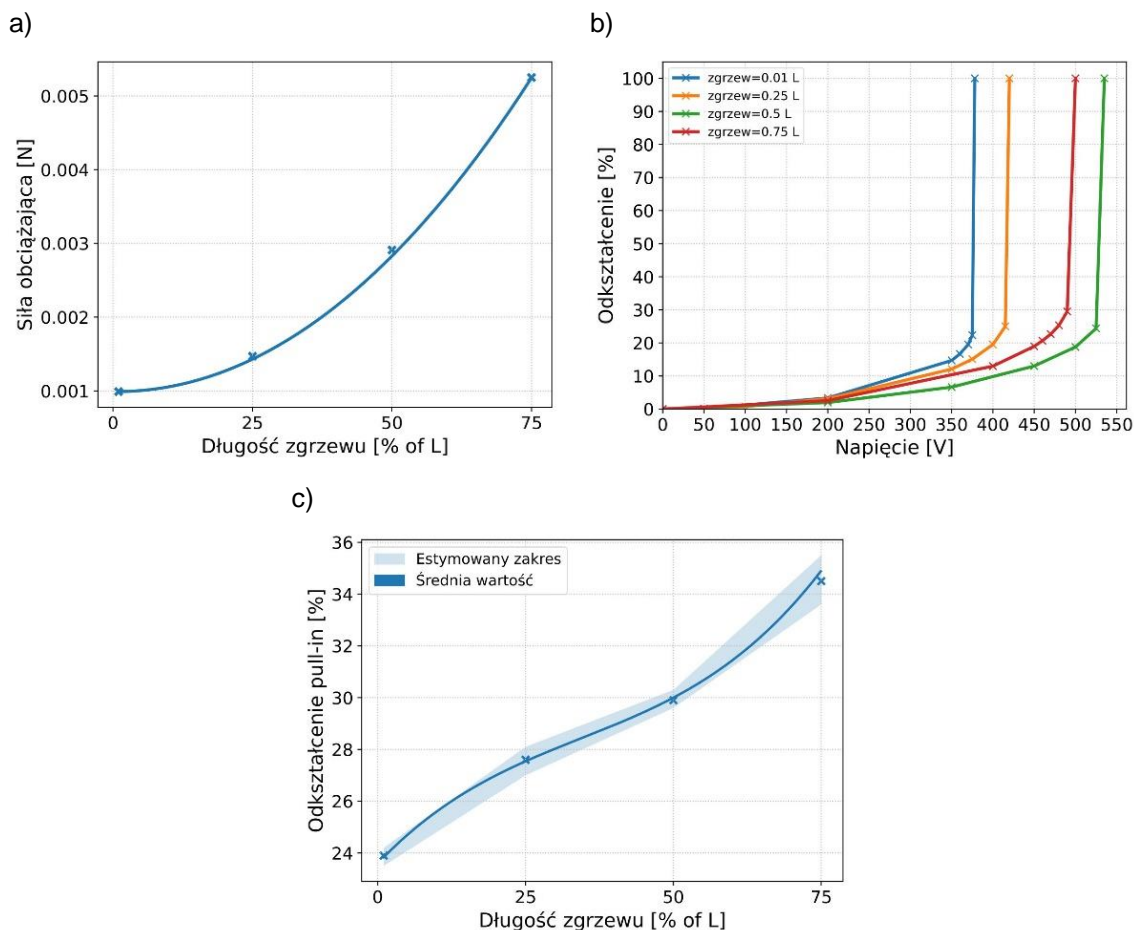 a)
0.005
0.004
0.003
0.002
0.001
Siła obciążająca [N]
0
25
50
75
Długość zgrzewu [% of L]
b)
zgrzew=0.01 L
zgrzew=0.25 L
zgrzew=0.5 L
zgrzew=0.75 L
100
90
80
70
60
50
40
30
20
10
0
Odkształcenie [%]
0 50 100 150 200 250 300 350 400 450 500 550
Napięcie [V]
c)
Estymowany zakres
Średnia wartość
36
34
32
30
28
26
24
Odkształcenie pull-in [%]
0
25
50
75
Długość zgrzewu [% of L]